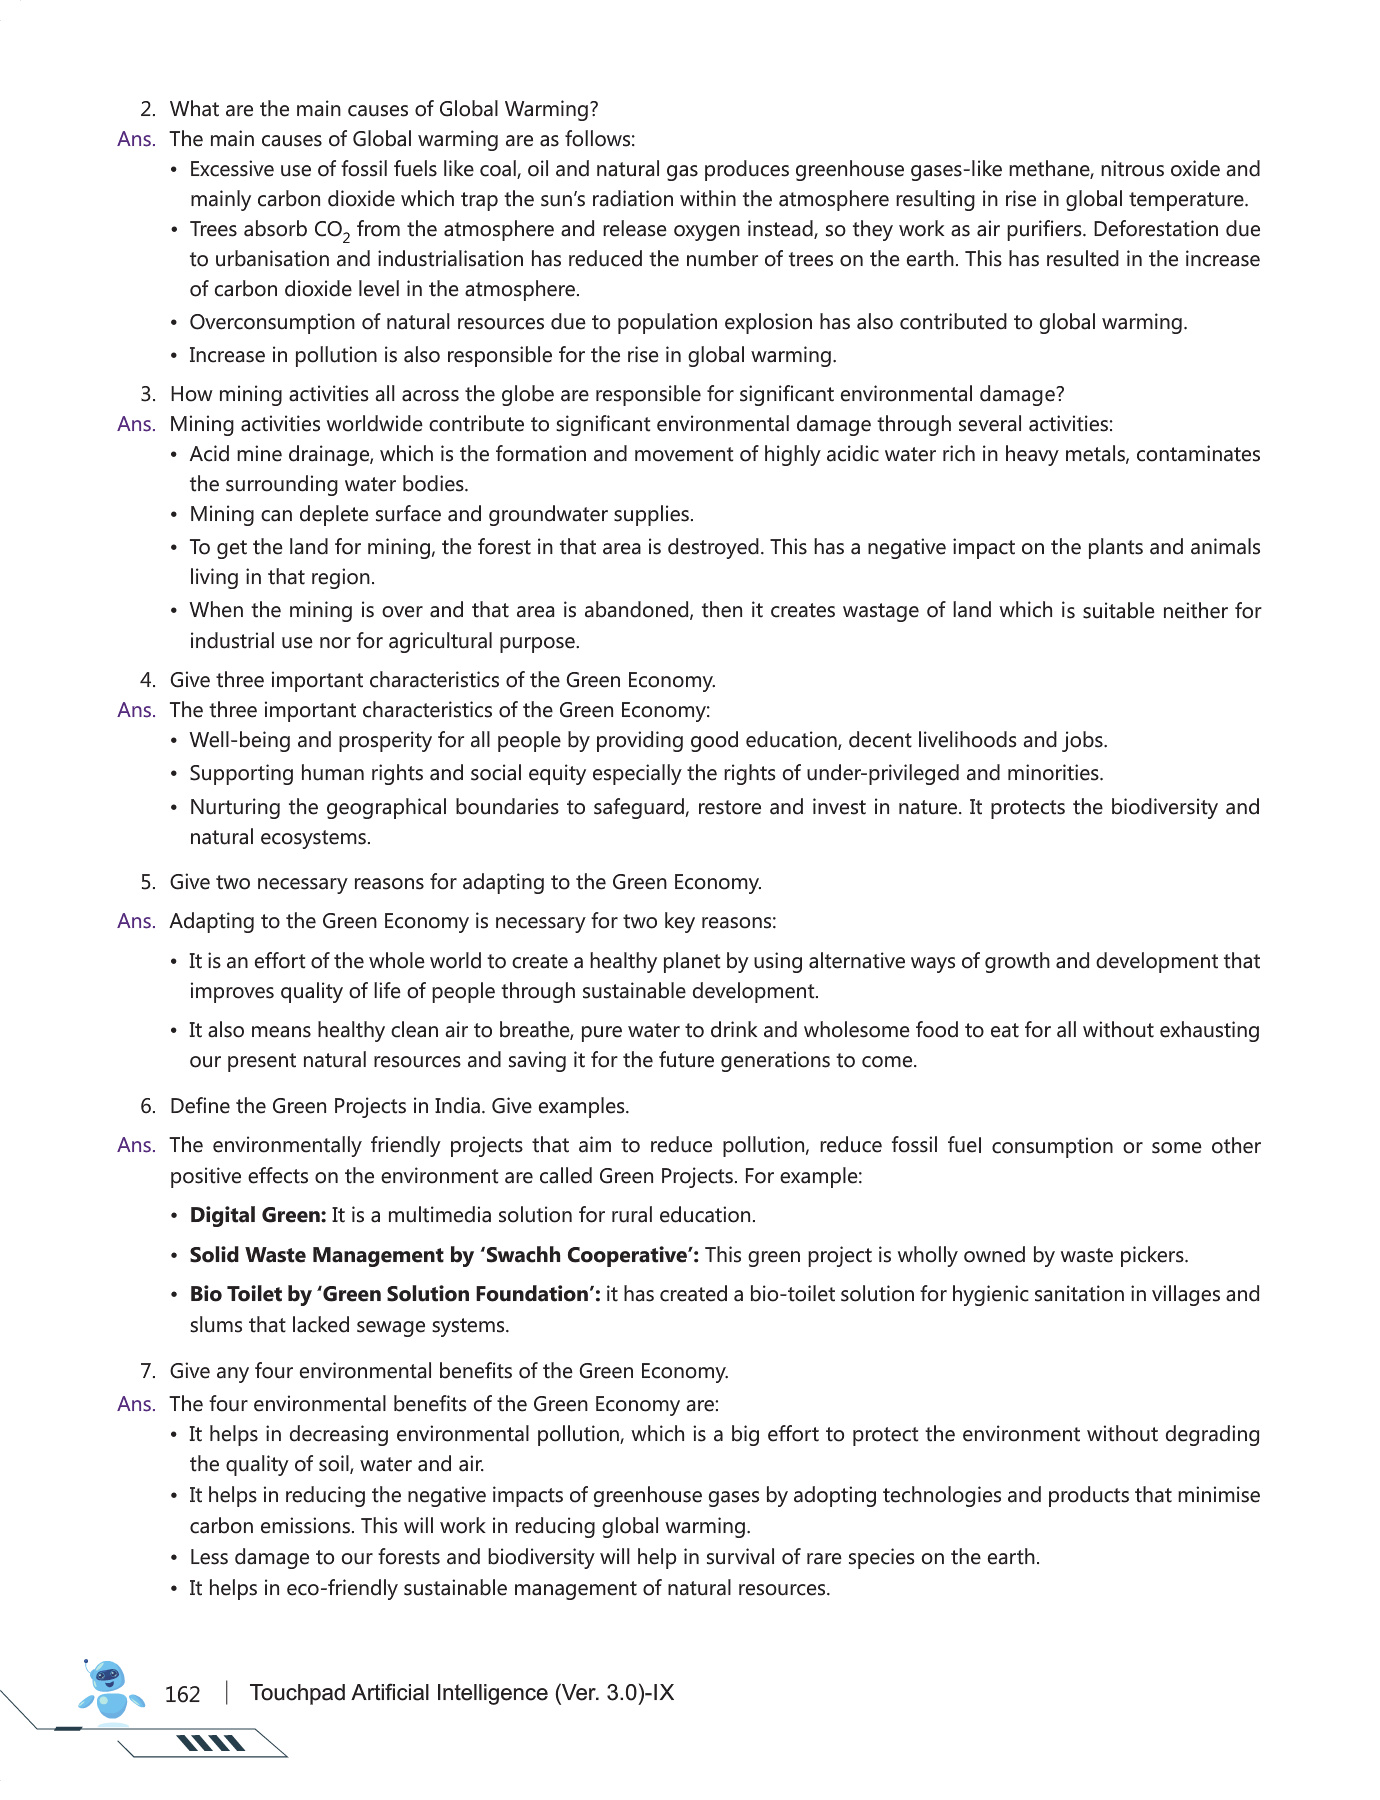 2. What are the main causes of Global Warming?
Ans. The main causes of Global warming are as follows:
• Excessive use of fossil fuels like coal, oil and natural gas produces greenhouse gases-like methane, nitrous oxide and
mainly carbon dioxide which trap the sun’s radiation within the atmosphere resulting in rise in global temperature.
• Trees absorb CO2 from the atmosphere and release oxygen instead, so they work as air purifiers. Deforestation due
to urbanisation and industrialisation has reduced the number of trees on the earth. This has resulted in the increase
of carbon dioxide level in the atmosphere.
• Overconsumption of natural resources due to population explosion has also contributed to global warming.
• Increase in pollution is also responsible for the rise in global warming.
3. How mining activities all across the globe are responsible for significant environmental damage?
Ans. Mining activities worldwide contribute to significant environmental damage through several activities:
• Acid mine drainage, which is the formation and movement of highly acidic water rich in heavy metals, contaminates
the surrounding water bodies.
• Mining can deplete surface and groundwater supplies.
• To get the land for mining, the forest in that area is destroyed. This has a negative impact on the plants and animals
living in that region.
• When the mining is over and that area is abandoned, then it creates wastage of land which is suitable neither for
industrial use nor for agricultural purpose.
4. Give three important characteristics of the Green Economy.
Ans. The three important characteristics of the Green Economy:
• Well-being and prosperity for all people by providing good education, decent livelihoods and jobs.
• Supporting human rights and social equity especially the rights of under-privileged and minorities.
• Nurturing the geographical boundaries to safeguard, restore and invest in nature. It protects the biodiversity and
natural ecosystems.
5. Give two necessary reasons for adapting to the Green Economy.
Ans. Adapting to the Green Economy is necessary for two key reasons:
• It is an effort of the whole world to create a healthy planet by using alternative ways of growth and development that
improves quality of life of people through sustainable development.
• It also means healthy clean air to breathe, pure water to drink and wholesome food to eat for all without exhausting
our present natural resources and saving it for the future generations to come.
6. Define the Green Projects in India. Give examples.
Ans. The environmentally friendly projects that aim to reduce pollution, reduce fossil fuel consumption or some other
positive effects on the environment are called Green Projects. For example:
• Digital Green: It is a multimedia solution for rural education.
• Solid Waste Management by ‘Swachh Cooperative’: This green project is wholly owned by waste pickers.
• Bio Toilet by ‘Green Solution Foundation’: it has created a bio-toilet solution for hygienic sanitation in villages and
slums that lacked sewage systems.
7. Give any four environmental benefits of the Green Economy.
Ans. The four environmental benefits of the Green Economy are:
• It helps in decreasing environmental pollution, which is a big effort to protect the environment without degrading
the quality of soil, water and air.
• It helps in reducing the negative impacts of greenhouse gases by adopting technologies and products that minimise
carbon emissions. This will work in reducing global warming.
• Less damage to our forests and biodiversity will help in survival of rare species on the earth.
• It helps in eco-friendly sustainable management of natural resources.
162 | Touchpad Artificial Intelligence (Ver. 3.0)-IX